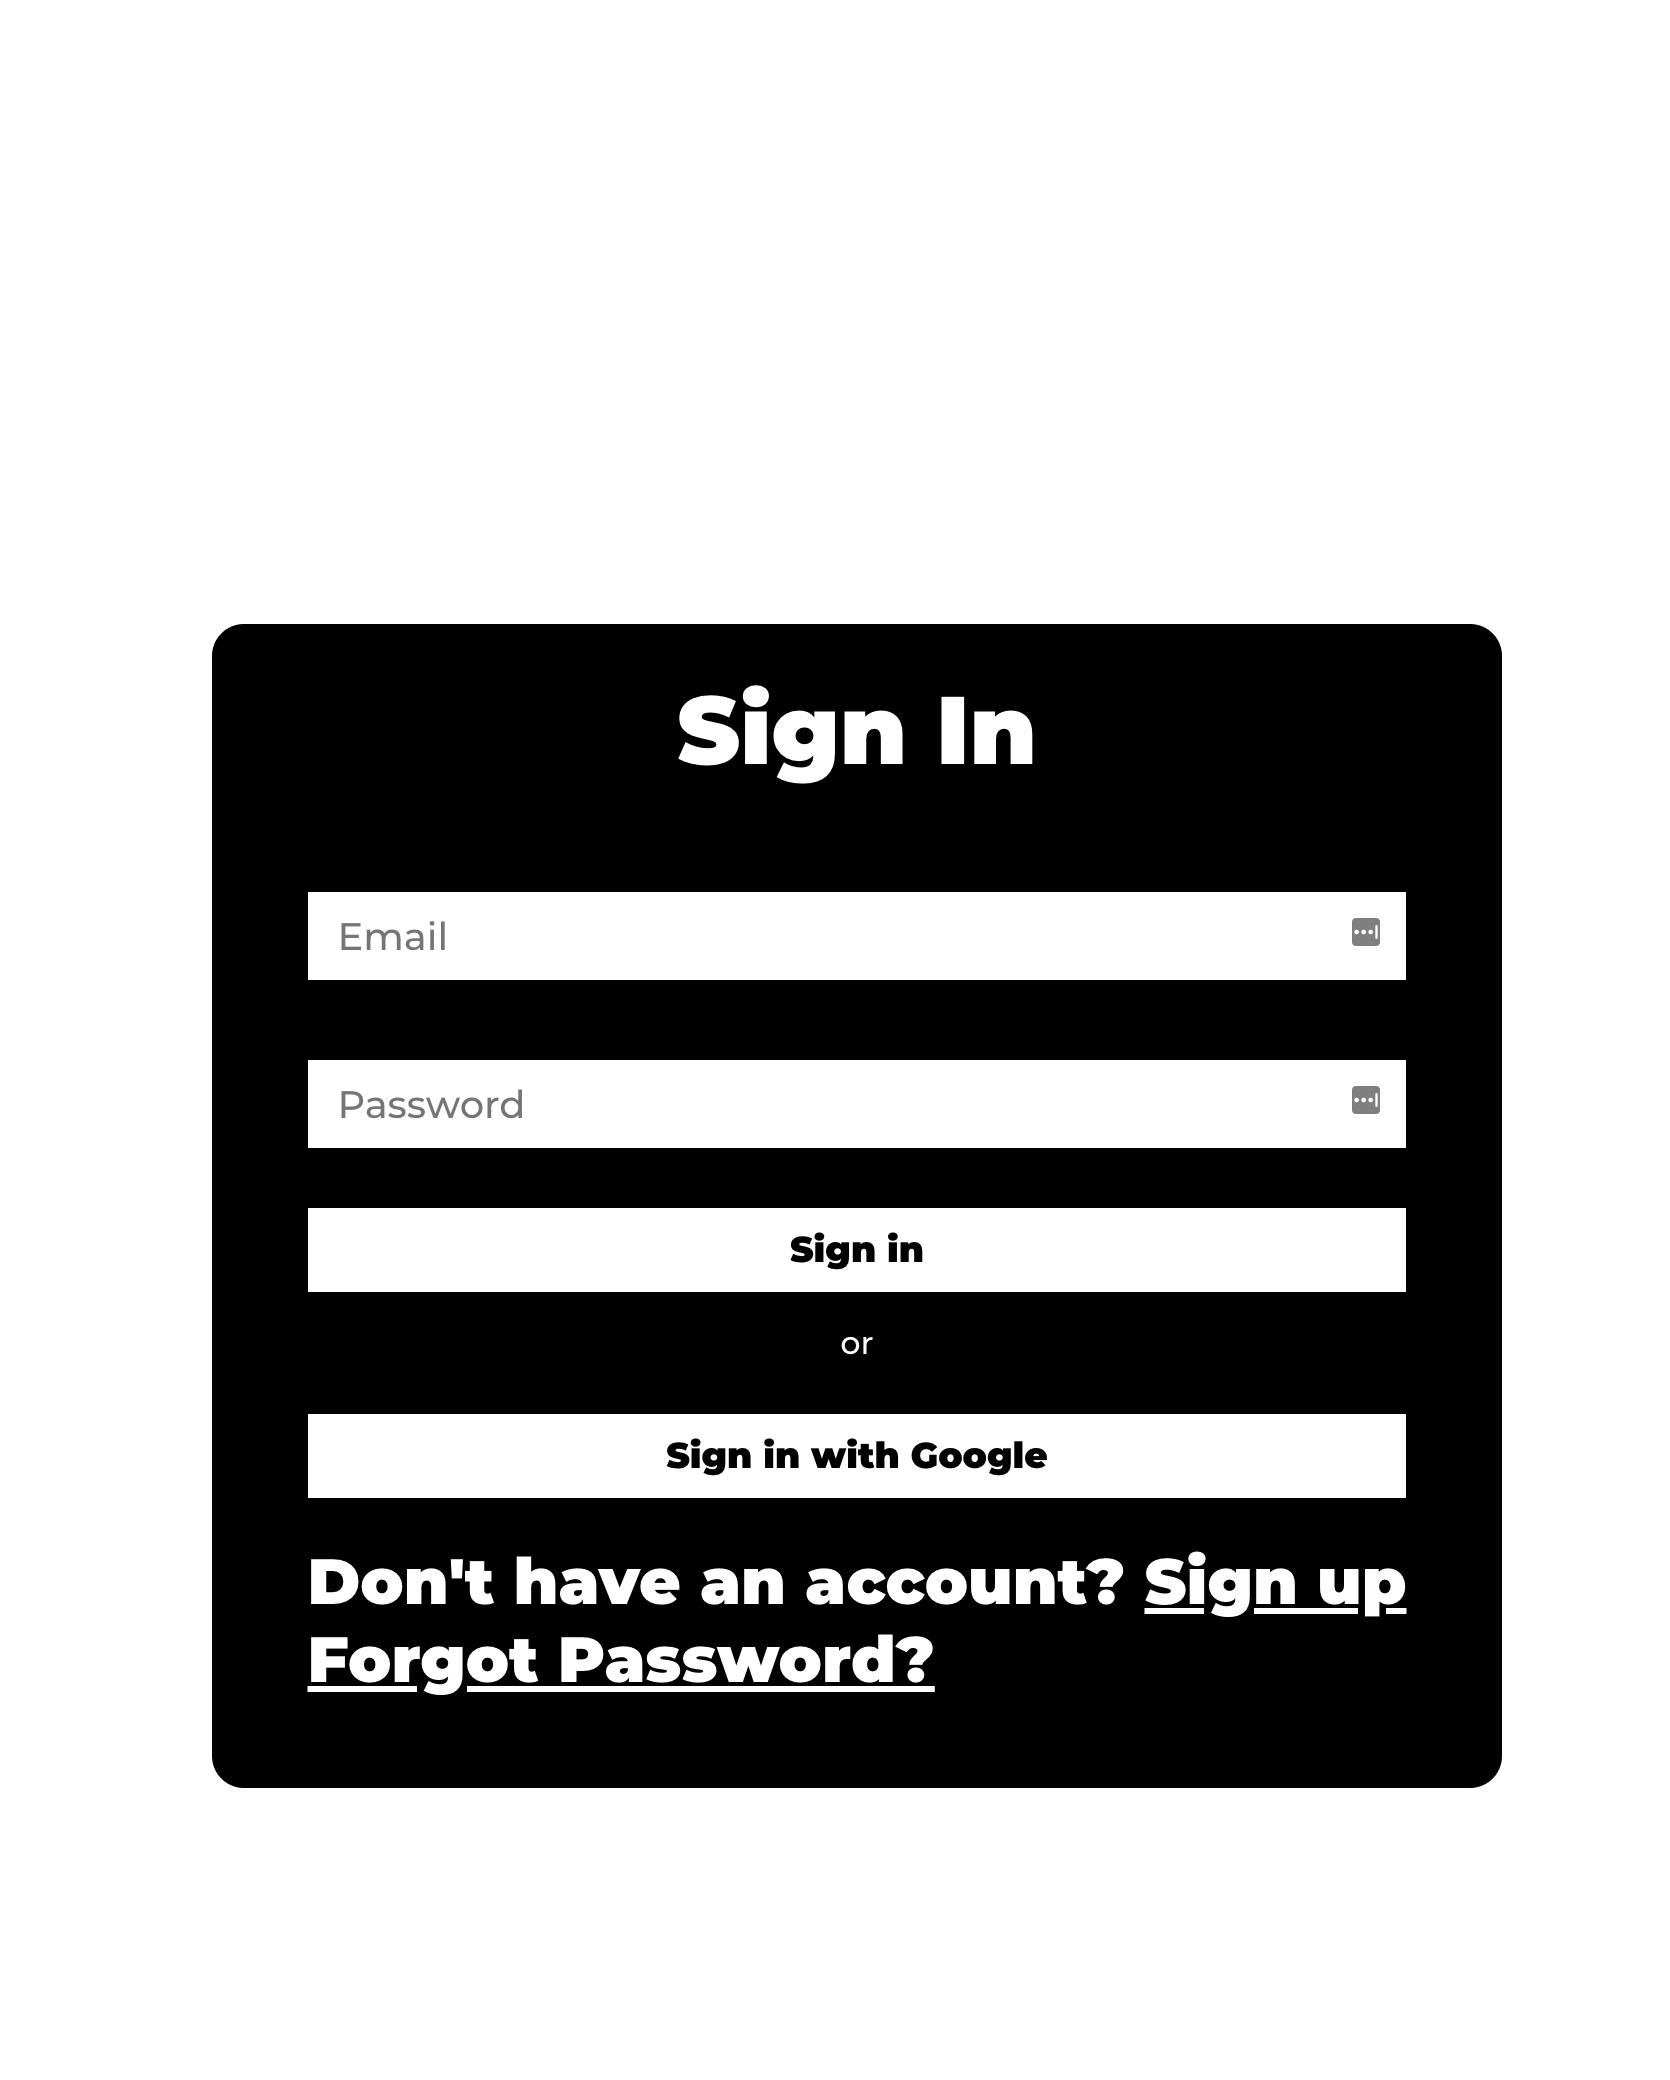 Sign In
Email
Password
Sign in
or
Sign in with Google
Don't have an account? Sign up
Forgot Password?